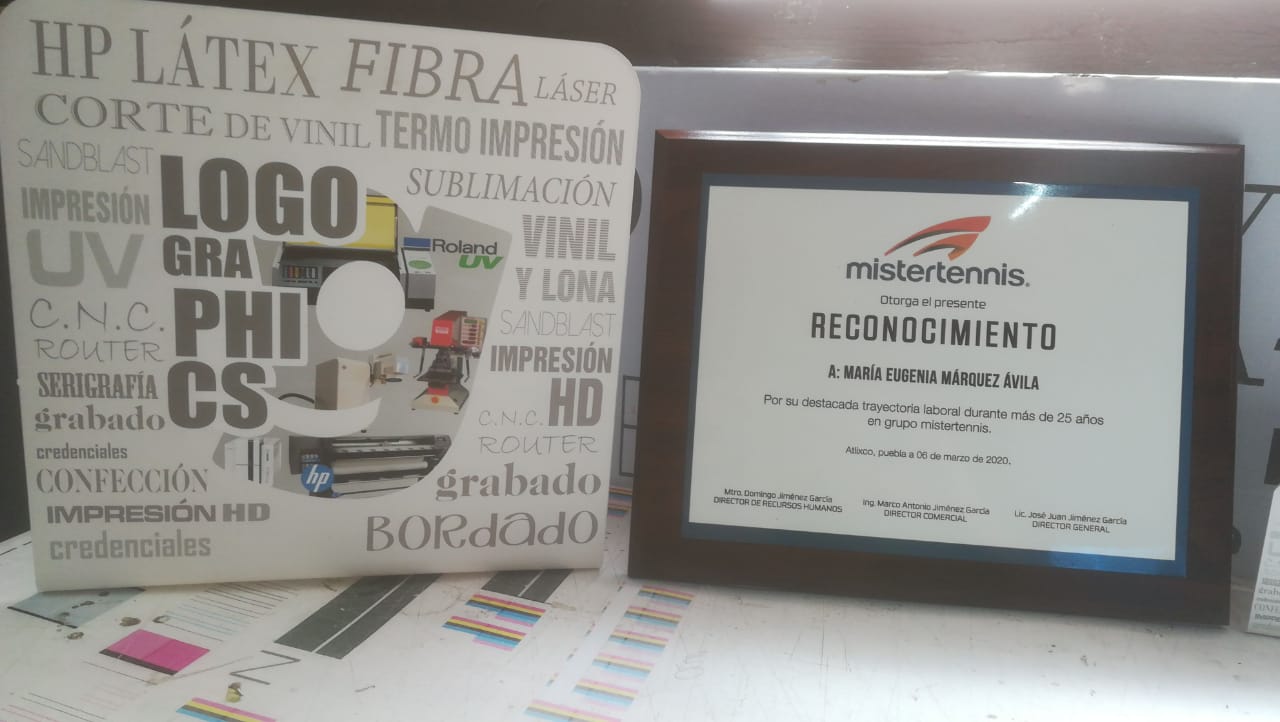 HP LÁTEX FIBRA LÁSER
CORTE DE VINIL TERMO IMPRESIÓN
SANDBLAST
IMPRESIÓN
UV
C.N.C.
ROUTER
SERIGRAFÍA
grabado
credenciales
CONFECCIÓN
IMPRESIÓN HD
credenciales
LOGO
GRA
PHI
CS
SUBLIMACIÓN
Roland
UV
hp
VINIL
Y LONA
SANDBLAST
IMPRESIÓN
HD
C.N.C.
ROUTER
grabado
BORdAdO
mistertennis.
Otorga el presente
RECONOCIMIENTO
A: MARÍA EUGENIA MÁRQUEZ ÁVILA
Por su destacada trayectoria laboral durante más de 25 años
en grupo mistertennis.
Atlixco, puebla a 06 de marzo de 2020.
Mtro. Domingo Jiménez García
DIRECTOR DE RECURSOS HUMANOS
Ing. Marco Antonio Jiménez García
DIRECTOR COMERCIAL
Lic. José Juan Jiménez García
DIRECTOR GENERAL